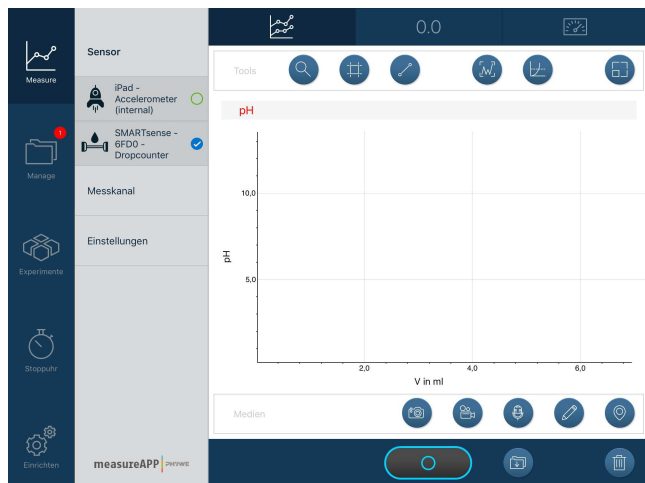 Measure
1
Manage
Experimente
Stoppuhr
Einrichten
Sensor
iPad -
Accelerometer
(internal)
SMARTsense -
6FD0 -
Dropcounter
Messkanal
Einstellungen
measureAPP PHYWE
0.0
Tools
pH
10,0
pH
5,0
2,0
4,0
6,0
V in ml
Medien